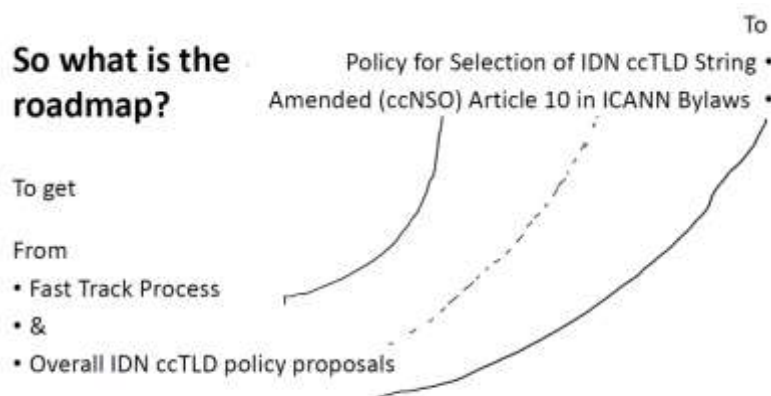 So what is the
roadmap?
To
Policy for Selection of IDN ccTLD String •
Amended (ccNSO) Article 10 in ICANN Bylaws •
To get
From
• Fast Track Process
• &
• Overall IDN ccTLD policy proposals